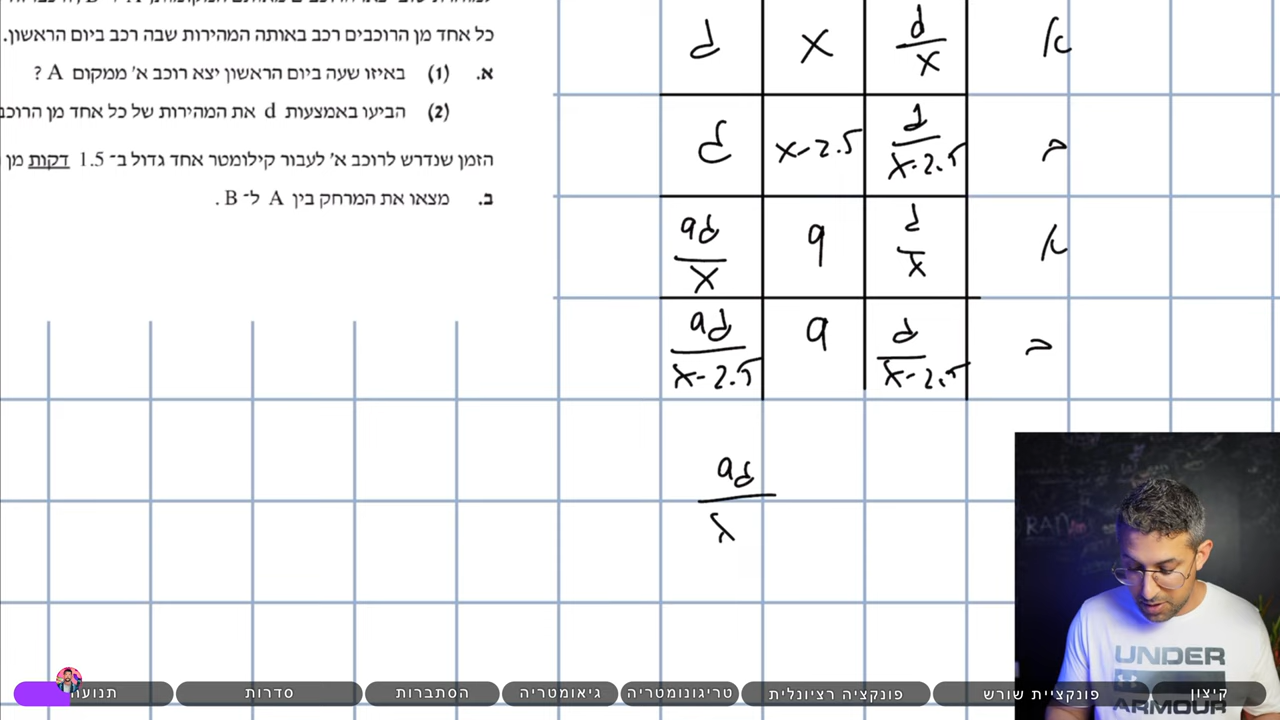 כל אחד מן הרוכבים רכב באותה המהירות שבה רכב ביום הראשון.
א. (1) באיזו שעה ביום הראשון יצא רוכב א' ממקום A ?
(2) הביעו באמצעות d את המהירות של כל אחד מן הרוכב
הזמן שנדרש לרוכב א' לעבור קילומטר אחד גדול ב־ 1.5 דקות מן
ב. מצאו את המרחק בין A ל־ B .
d x d/x א
d x-2.5 d/x-2.5 ב
9d/x 9 d/x א
9d/x-2.5 9 d/x-2.5 ב
9d/x
UNDER
ARMOUR
תנועה סדרות הסתברות גיאומטריה טריגונומטריה פונקציה רציונלית פונקציית שורש קיצון